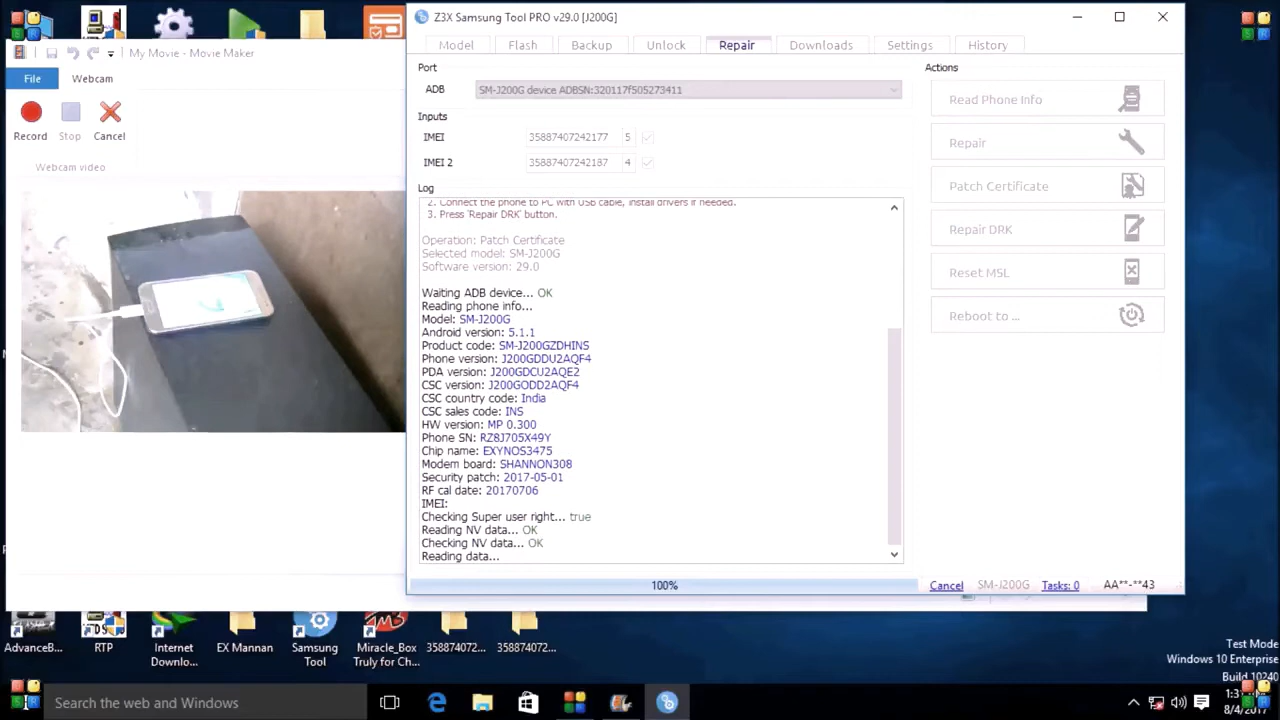 Z3X Samsung Tool PRO v29.0 [J200G]
My Movie - Movie Maker
Model Flash Backup Unlock Repair Downloads Settings History
File Webcam
Port
Actions
ADB SM-J200G device ADBSN:320117f505273411
Read Phone Info
Inputs
Record Stop Cancel
IMEI 35887407242177 5
Repair
IMEI 2 35887407242187 4
Webcam video
Log
Patch Certificate
2. Connect the phone to PC with USB cable, install drivers if needed.
3. Press 'Repair DRK' button.
Repair DRK
Operation: Patch Certificate
Selected model: SM-J200G
Software version: 29.0
Reset MSL
Waiting ADB device... OK
Reading phone info...
Reboot to ...
Model: SM-J200G
Android version: 5.1.1
Product code: SM-J200GZDHINS
Phone version: J200GDDU2AQF4
PDA version: J200GDCU2AQE2
CSC version: J200GODD2AQF4
CSC country code: India
CSC sales code: INS
HW version: MP 0.300
Phone SN: RZ8J705X49Y
Chip name: EXYNOS3475
Modem board: SHANNON308
Security patch: 2017-05-01
RF cal date: 20170706
IMEI:
Checking Super user right... true
Reading NV data... OK
Checking NV data... OK
Reading data...
100%
Cancel SM-J200G Tasks: 0 AA**-**43
AdvanceB... RTP Internet Downlo... EX Mannan Samsung Tool Miracle_Box Truly for Ch... 358874072... 358874072...
Test Mode
Windows 10 Enterprise
Build 10240
Search the web and Windows
8/4/2017